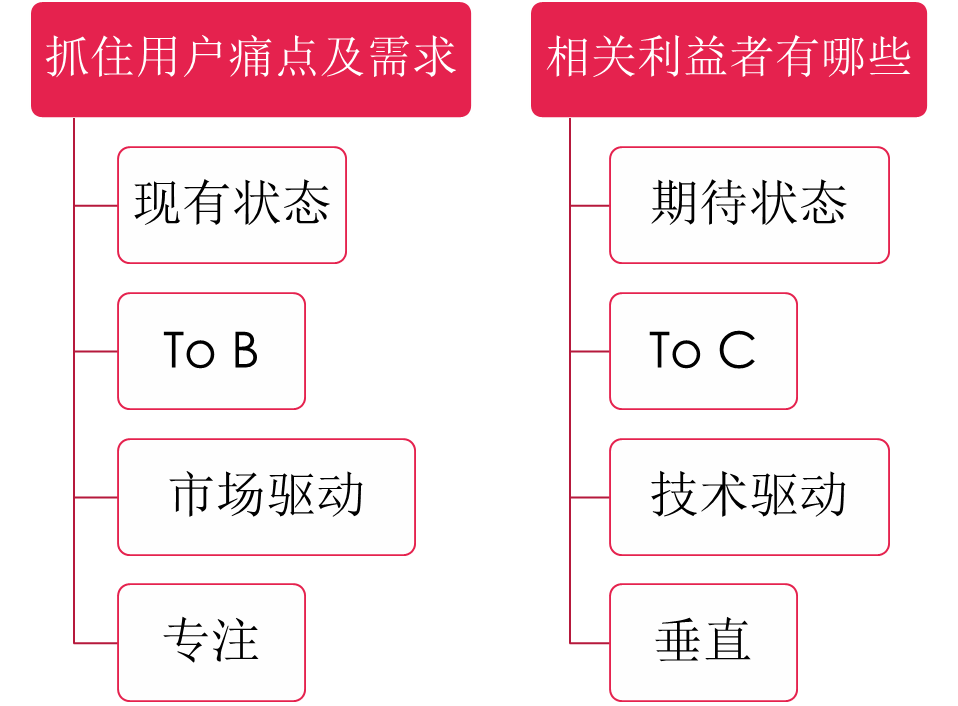 抓住用户痛点及需求
现有状态
To B
市场驱动
专注
相关利益者有哪些
期待状态
To C
技术驱动
垂直